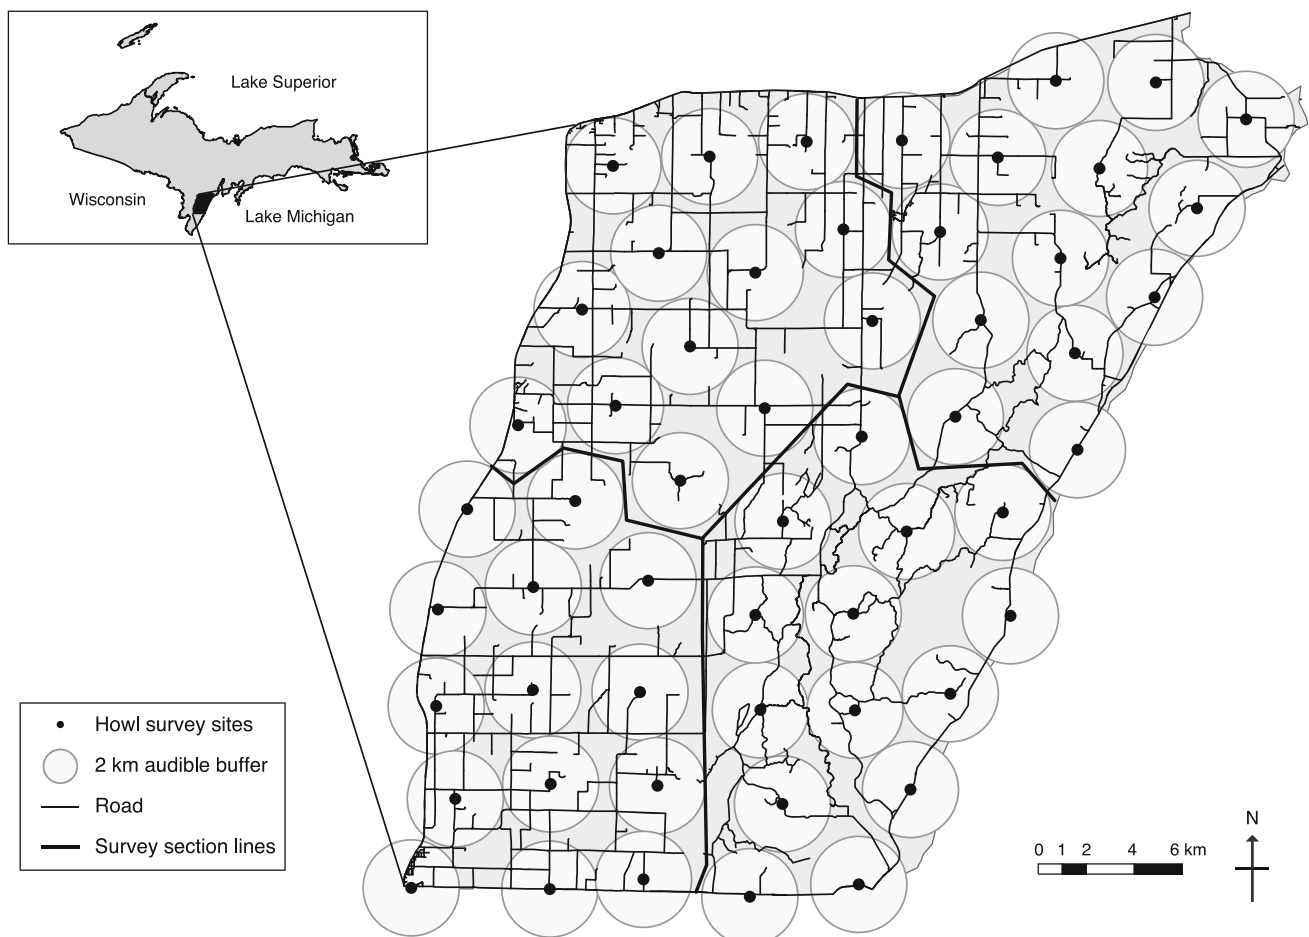 Lake Superior
Wisconsin
Lake Michigan
Howl survey sites
2 km audible buffer
Road
Survey section lines
0 1 2 4 6 km
N